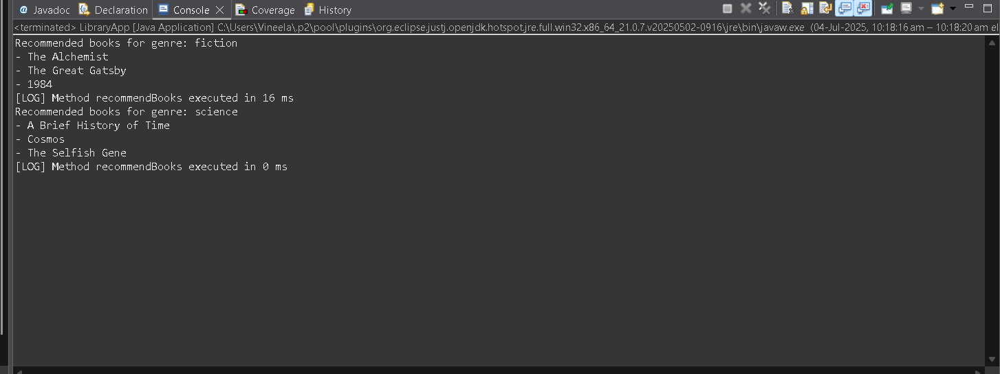 Javadoc Declaration Console Coverage History
<terminated> LibraryApp [Java Application] C:\Users\Vineela\.p2\pool\plugins\org.eclipse.justj.openjdk.hotspot.jre.full.win32.x86_64_21.0.7.v20250502-0916\jre\bin\javaw.exe (04-Jul-2025, 10:18:16 am – 10:18:20 am el
Recommended books for genre: fiction
- The Alchemist
- The Great Gatsby
- 1984
[LOG] Method recommendBooks executed in 16 ms
Recommended books for genre: science
- A Brief History of Time
- Cosmos
- The Selfish Gene
[LOG] Method recommendBooks executed in 0 ms